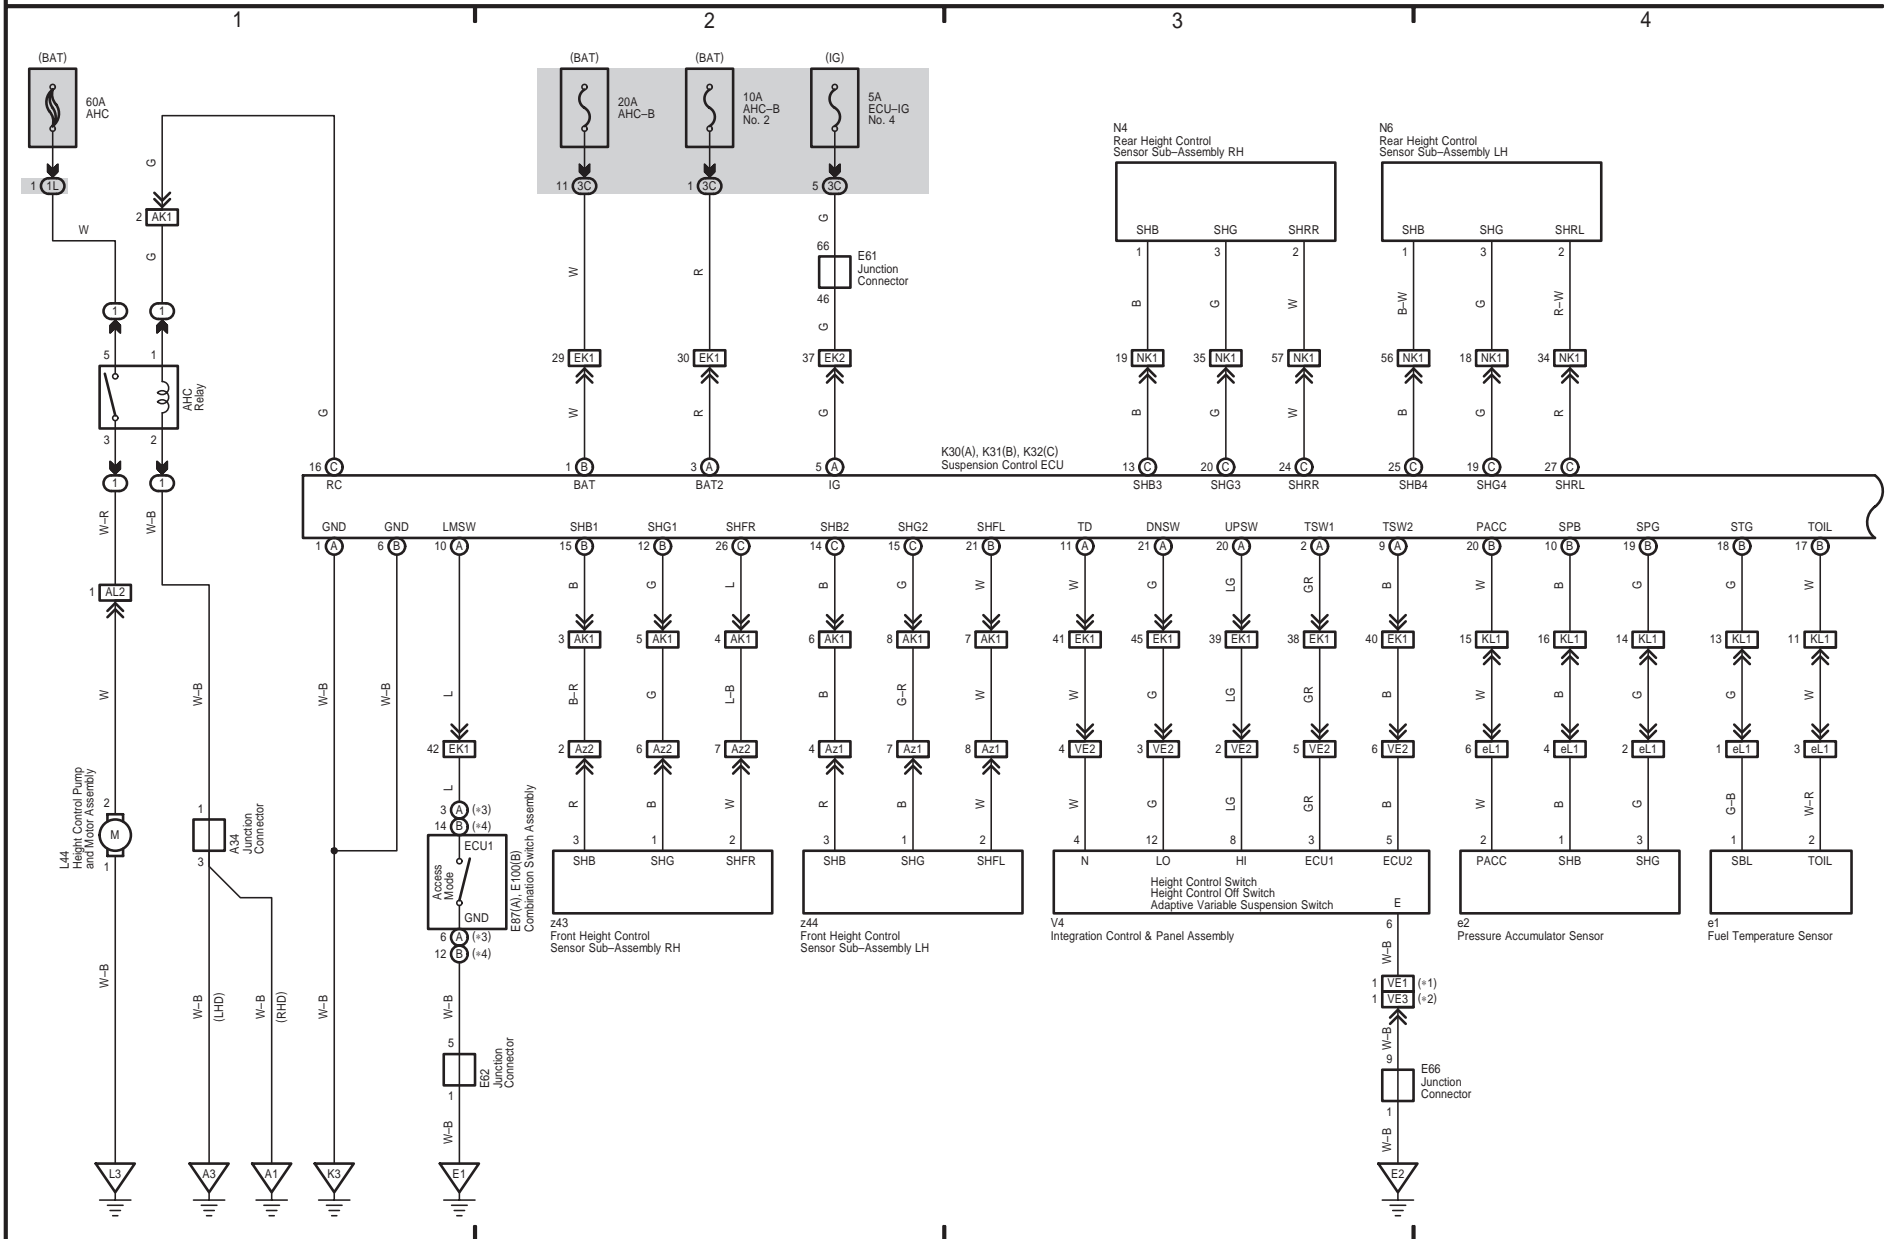 1 2 3 4
(BAT) (BAT) (BAT) (IG)
60A
AHC
20A
AHC–B
10A
AHC–B
No. 2
5A
ECU–IG
No. 4
1 1L
11 3C 1 3C 5 3C
N4
Rear Height Control
Sensor Sub–Assembly RH
N6
Rear Height Control
Sensor Sub–Assembly LH
G
2 AK1
W
G
G
66
E61
Junction
Connector
46
W R G
SHB SHG SHRR SHB SHG SHRL
1 3 2 1 3 2
B G W B–W G R–W
1 1
5 1
AHC
Relay
3 2
1 1
29 EK1 30 EK1 37 EK2 19 NK1 35 NK1 57 NK1 56 NK1 18 NK1 34 NK1
G W R G B G W B G R
K30(A), K31(B), K32(C)
Suspension Control ECU
16 C 1 B 3 A 5 A 13 C 20 C 24 C 25 C 19 C 27 C
RC BAT BAT2 IG SHB3 SHG3 SHRR SHB4 SHG4 SHRL
GND GND LMSW SHB1 SHG1 SHFR SHB2 SHG2 SHFL TD DNSW UPSW TSW1 TSW2 PACC SPB SPG STG TOIL
1 A 6 B 10 A 15 B 12 B 26 C 14 C 15 C 21 B 11 A 21 A 20 A 2 A 9 A 20 B 10 B 19 B 18 B 17 B
W–R W–B
B G L B G W W G LG GR B W B G G W
1 AL2
3 AK1 5 AK1 4 AK1 6 AK1 8 AK1 7 AK1 41 EK1 45 EK1 39 EK1 38 EK1 40 EK1 15 KL1 16 KL1 14 KL1 13 KL1 11 KL1
W W–B W–B W–B L B–R G L–B B G–R W W G LG GR B W B G G W
42 EK1 2 Az2 6 Az2 7 Az2 4 Az1 7 Az1 8 Az1 4 VE2 3 VE2 2 VE2 5 VE2 6 VE2 6 eL1 4 eL1 2 eL1 1 eL1 3 eL1
L R B W R B W W G LG GR B W B G G–B W–R
L44
Height Control Pump
and Motor Assembly
2
M
1
1
A34
Junction
Connector
3
3 A (*3)
14 B (*4)
ECU1
Access
Mode
GND
6 A (*3)
12 B (*4)
E87(A), E100(B)
Combination Switch Assembly
3 1 2 3 1 2 4 12 8 3 5 2 1 3 1 2
SHB SHG SHFR SHB SHG SHFL N LO HI ECU1 ECU2 PACC SHB SHG SBL TOIL
Height Control Switch
Height Control Off Switch
Adaptive Variable Suspension Switch
E
z43
Front Height Control
Sensor Sub–Assembly RH
z44
Front Height Control
Sensor Sub–Assembly LH
V4
Integration Control & Panel Assembly
e2
Pressure Accumulator Sensor
e1
Fuel Temperature Sensor
6
W–B
1 VE1 (*1)
1 VE3 (*2)
W–B
9
E66
Junction
Connector
1
W–B
W–B W–B (LHD) W–B (RHD) W–B W–B
5
E62
Junction
Connector
1
W–B
L3 A3 A1 K3 E1 E2